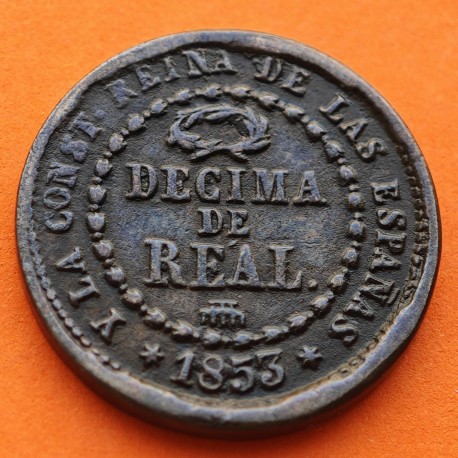 Y LA CONST. REINA DE LAS ESPAÑAS
DECIMA
DE
REAL.
* 1853 *